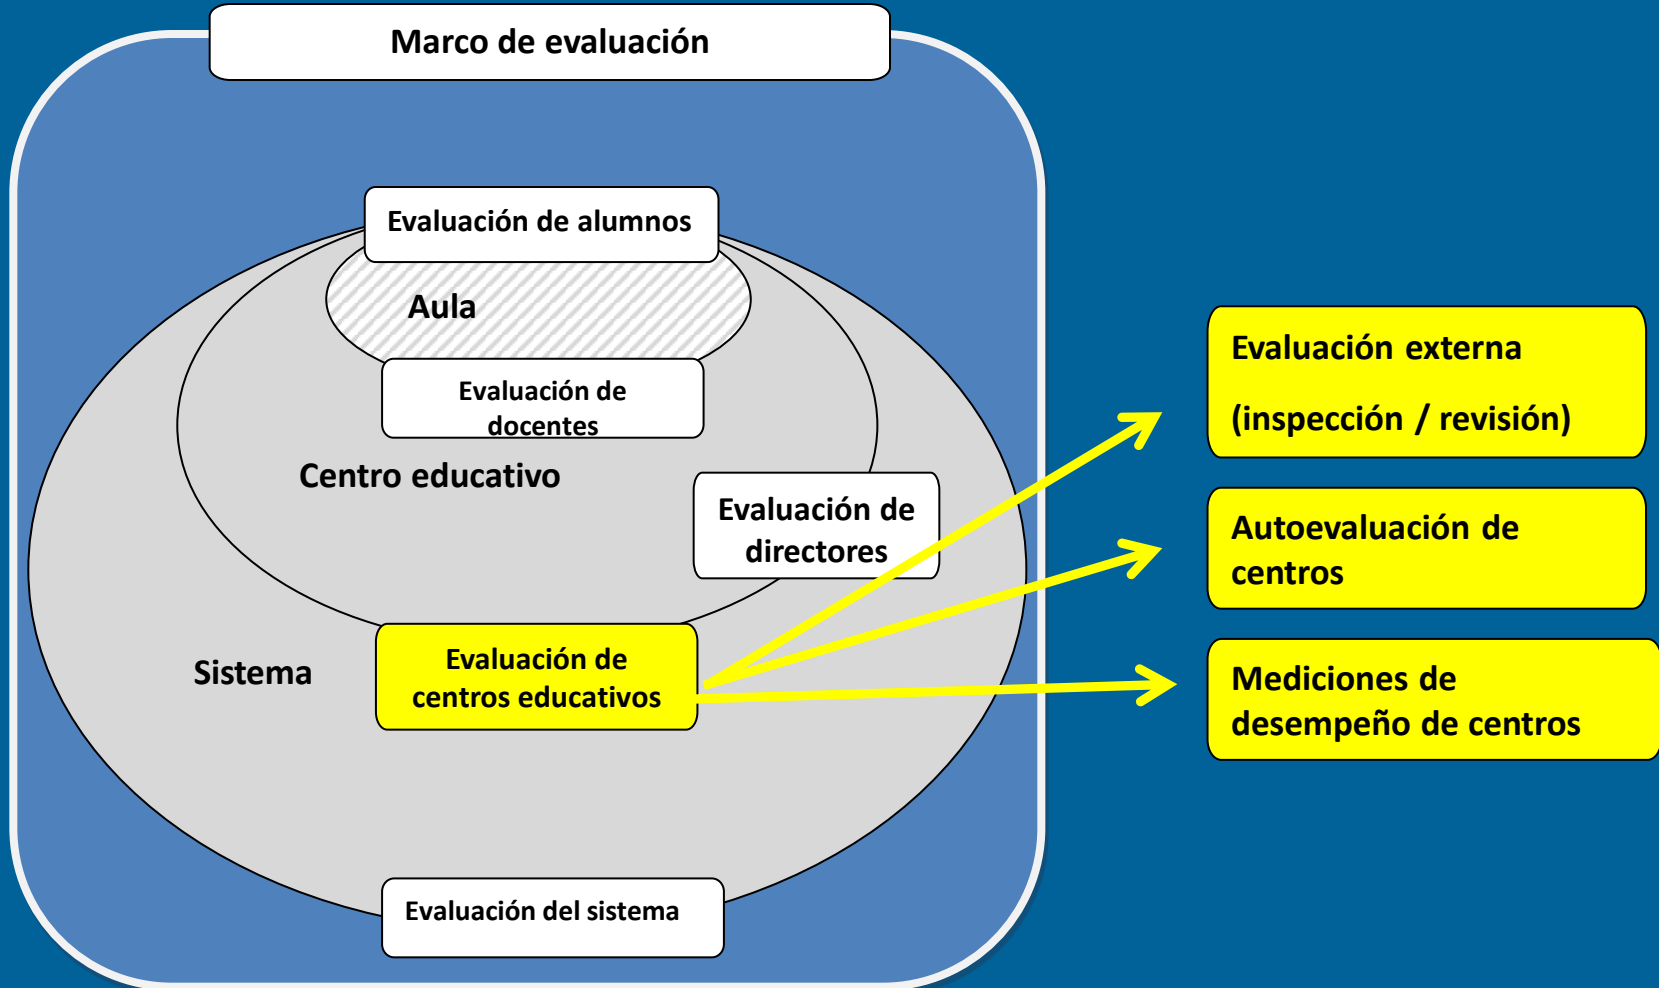 Marco de evaluación
Evaluación de alumnos
Aula
Evaluación de
docentes
Centro educativo
Evaluación de
directores
Sistema
Evaluación de
centros educativos
Evaluación del sistema
Evaluación externa
(inspección / revisión)
Autoevaluación de
centros
Mediciones de
desempeño de centros